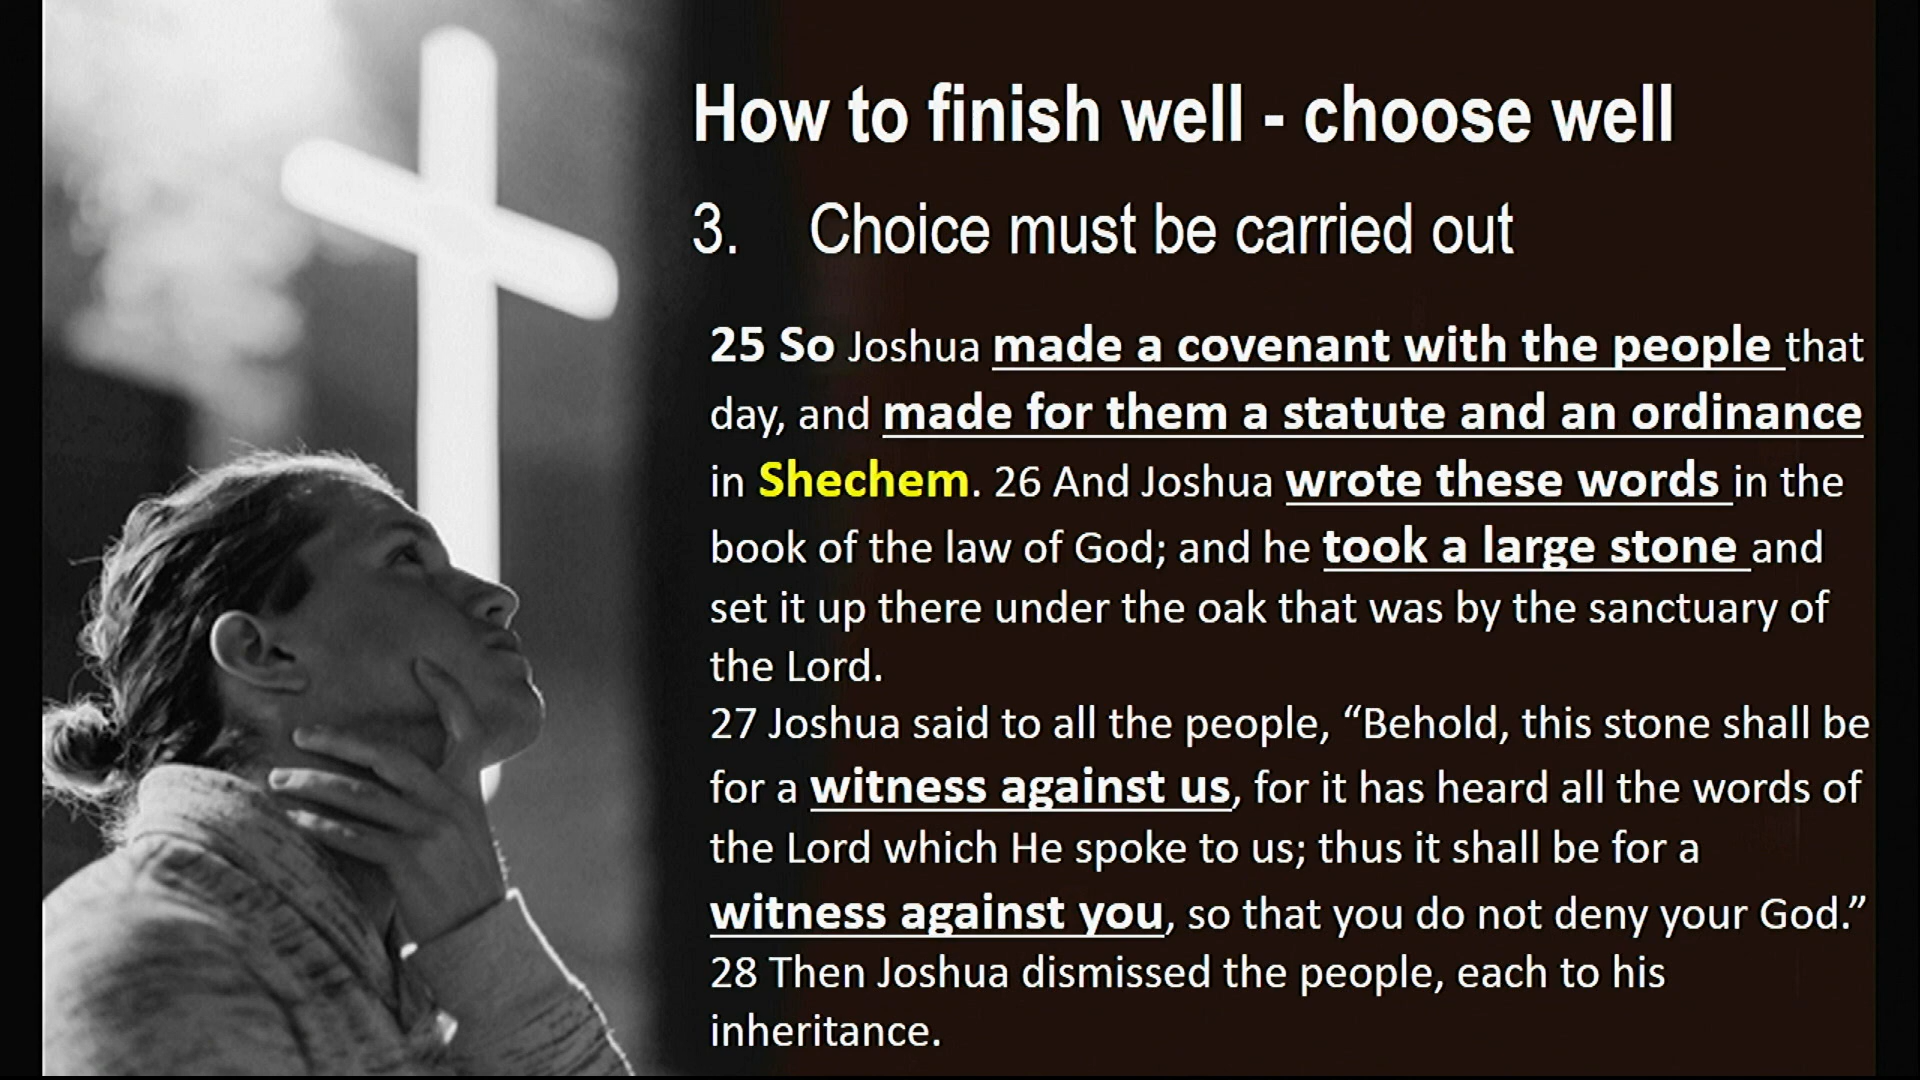 How to finish well - choose well
3. Choice must be carried out
25 So Joshua made a covenant with the people that
day, and made for them a statute and an ordinance
in Shechem. 26 And Joshua wrote these words in the
book of the law of God; and he took a large stone and
set it up there under the oak that was by the sanctuary of
the Lord.
27 Joshua said to all the people, “Behold, this stone shall be
for a witness against us, for it has heard all the words of
the Lord which He spoke to us; thus it shall be for a
witness against you, so that you do not deny your God.”
28 Then Joshua dismissed the people, each to his
inheritance.